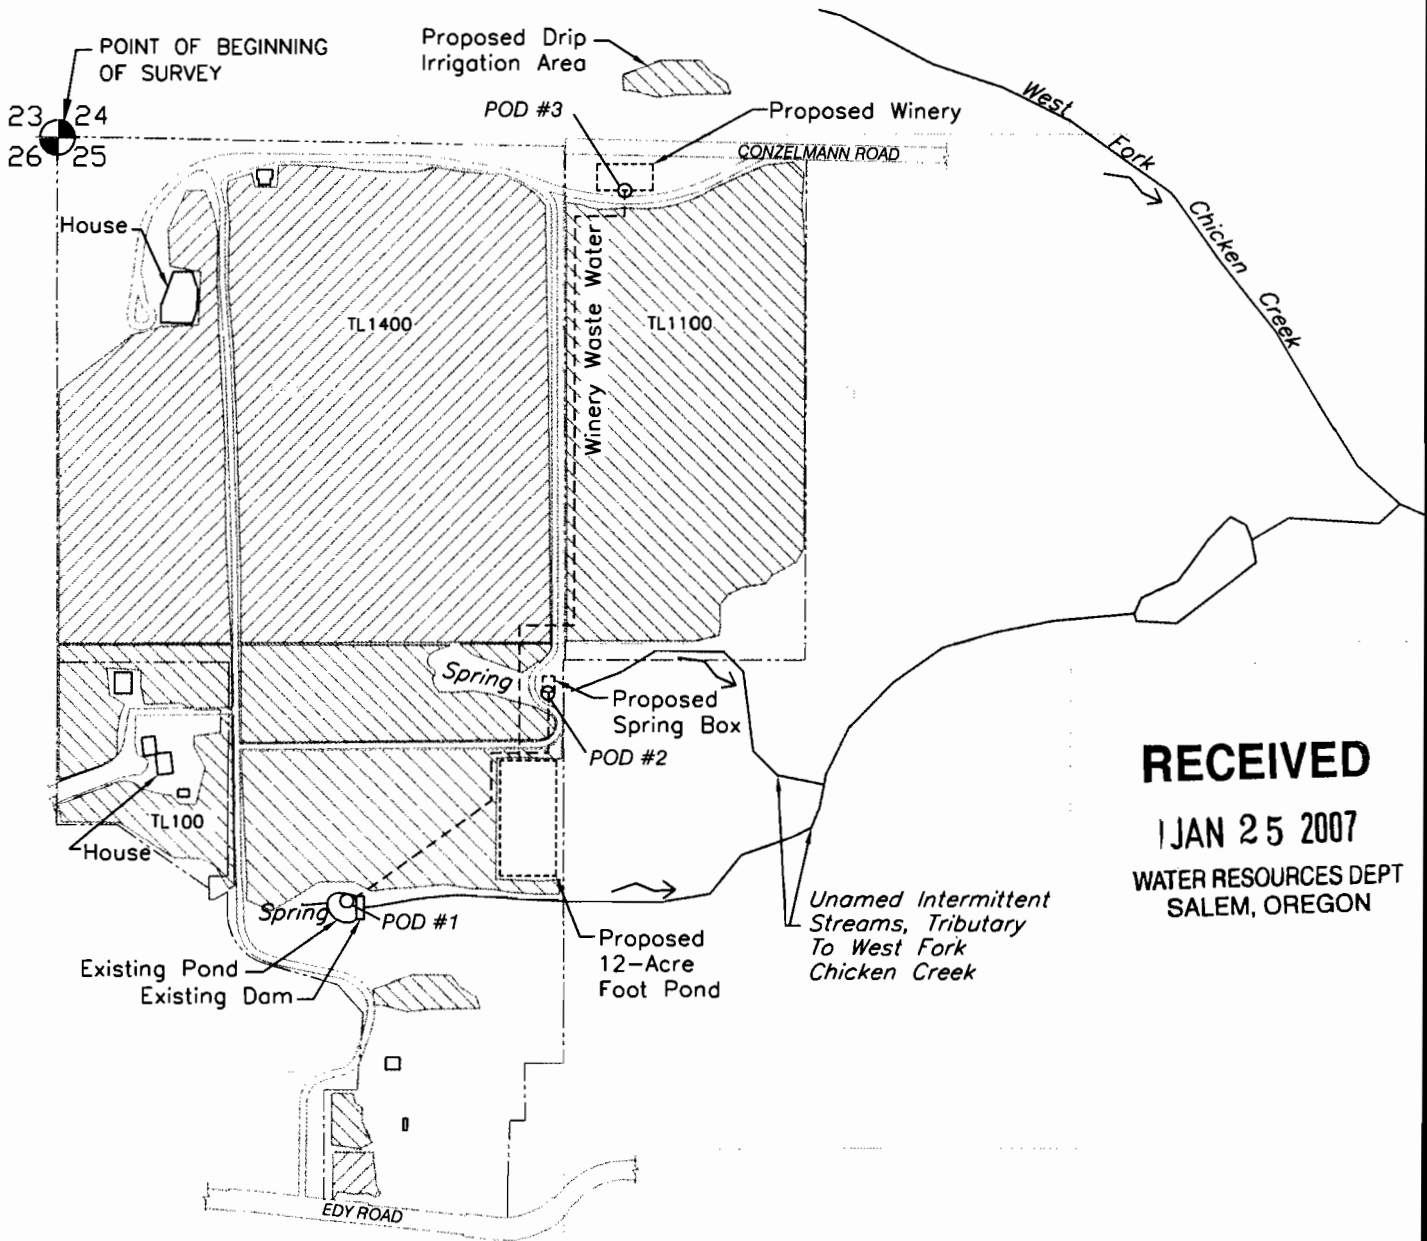 POINT OF BEGINNING
OF SURVEY
23 24
26 25
Proposed Drip
Irrigation Area
POD #3
Proposed Winery
CONZELMANN ROAD
West Fork Chicken Creek
House
TL1400
Winery Waste Water
TL1100
Spring
Proposed
Spring Box
POD #2
TL100
House
Spring
POD #1
Existing Pond
Existing Dam
Proposed
12-Acre
Foot Pond
Unamed Intermittent
Streams, Tributary
To West Fork
Chicken Creek
RECEIVED
JAN 25 2007
WATER RESOURCES DEPT
SALEM, OREGON
EDY ROAD